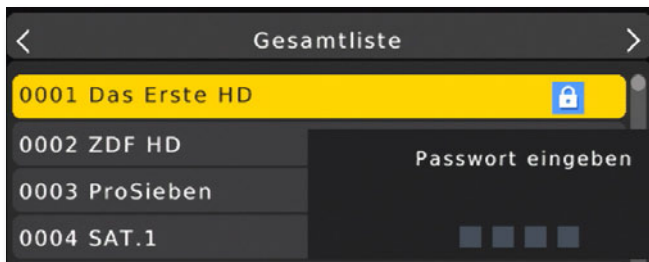 Gesamtliste
0001 Das Erste HD
0002 ZDF HD
Passwort eingeben
0003 ProSieben
0004 SAT.1